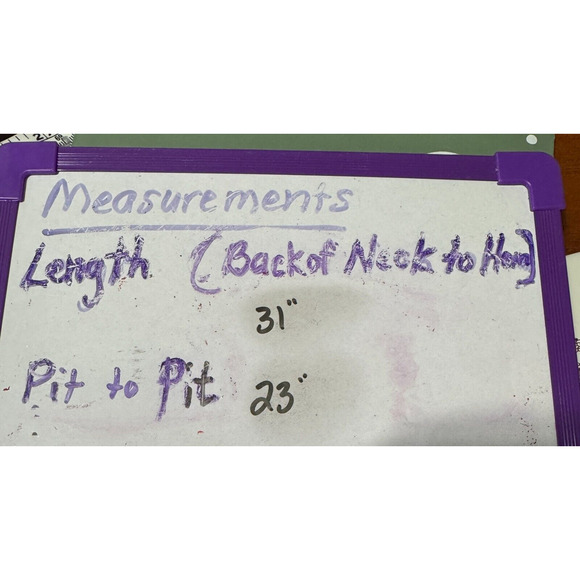 Measurements
Length (Back of Neck to Hem)
31"
Pit to Pit 23"